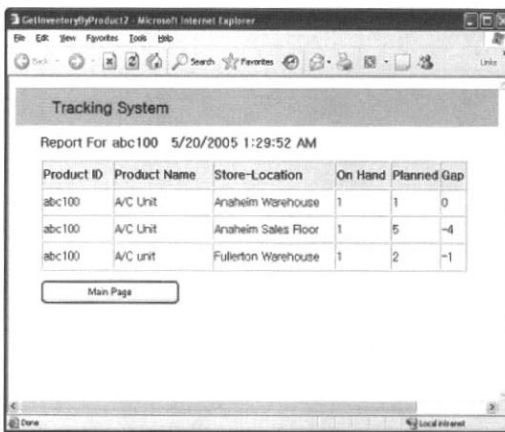 GetInventoryByProduct2 - Microsoft Internet Explorer
File Edit View Favorites Tools Help
Back Search Favorites Links
Tracking System
Report For abc100 5/20/2005 1:29:52 AM
Product ID Product Name Store-Location On Hand Planned Gap
abc100 A/C Unit Anaheim Warehouse 1 1 0
abc100 A/C Unit Anaheim Sales Floor 1 5 -4
abc100 A/C unit Fullerton Warehouse 1 2 -1
Main Page
Done Local intranet